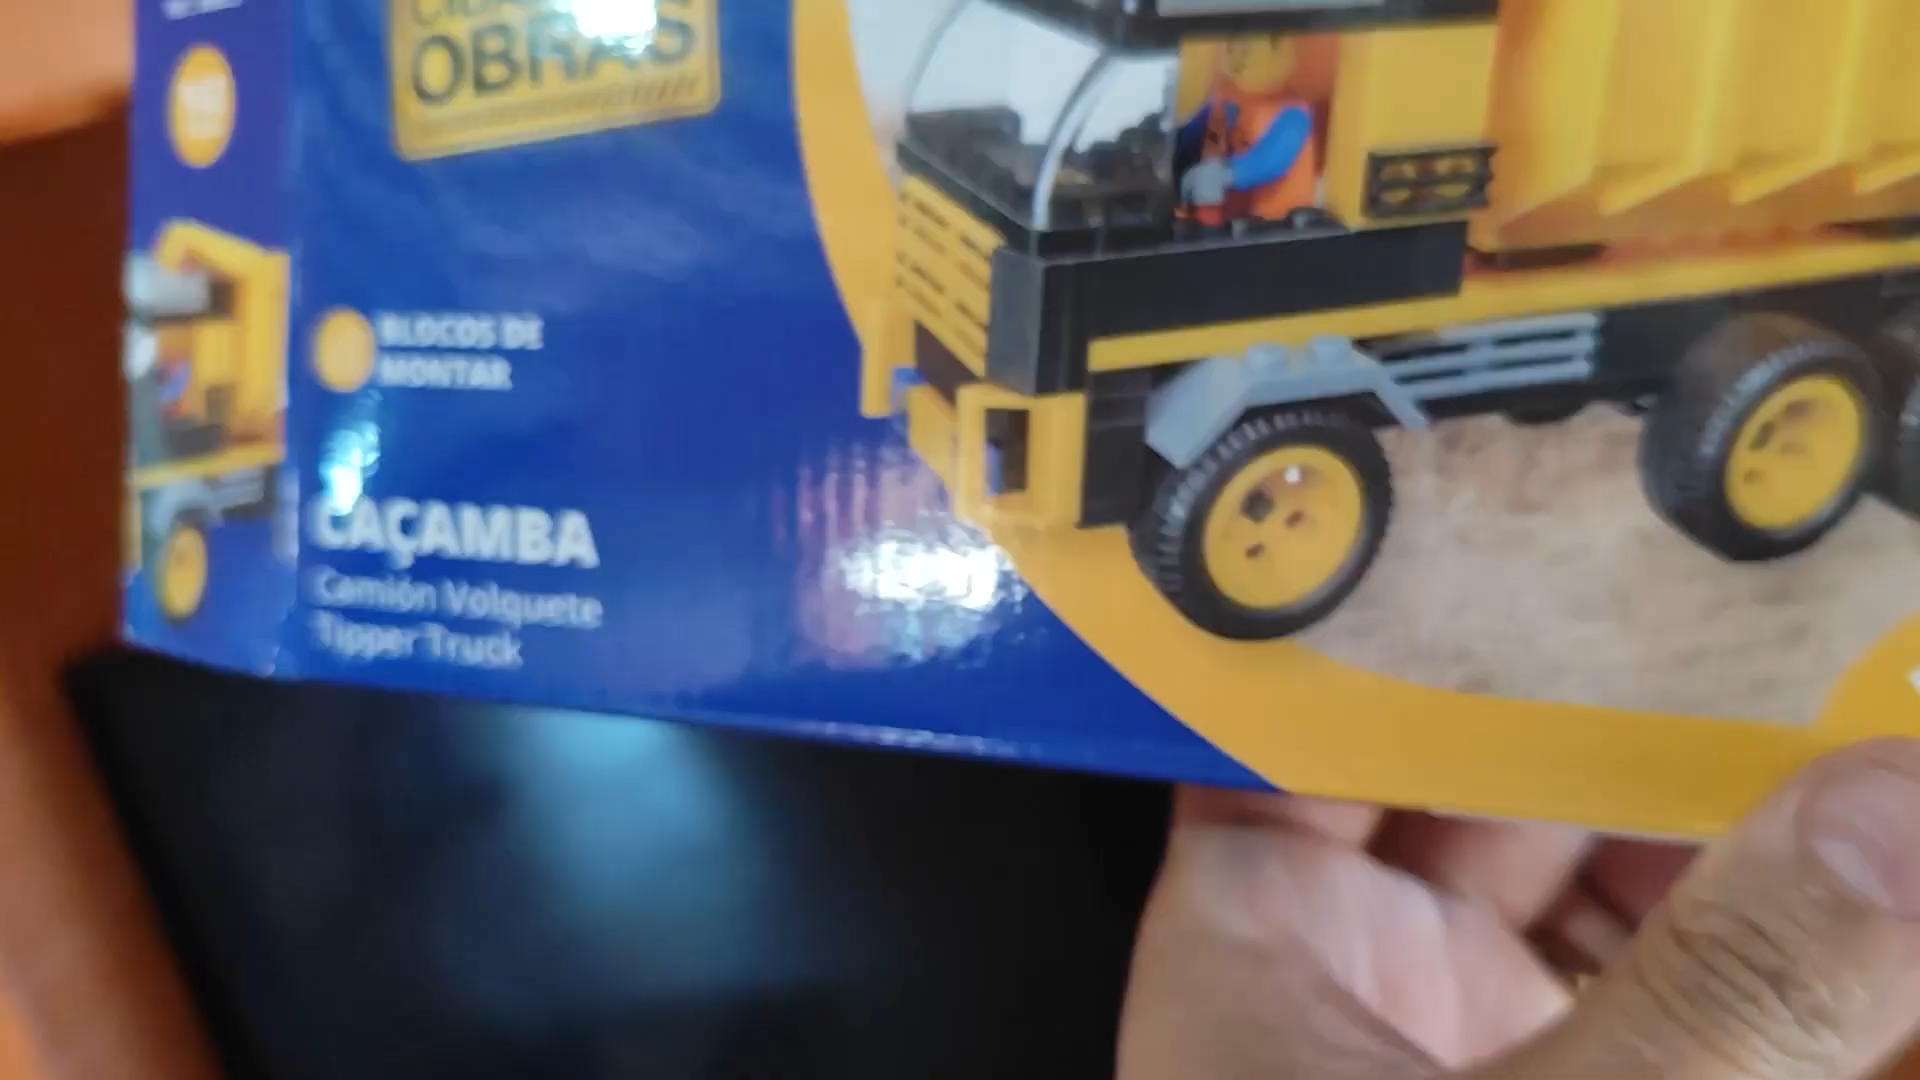 OBRAS
BLOCOS DE
MONTAR
CAÇAMBA
Camión Volquete
Tipper Truck